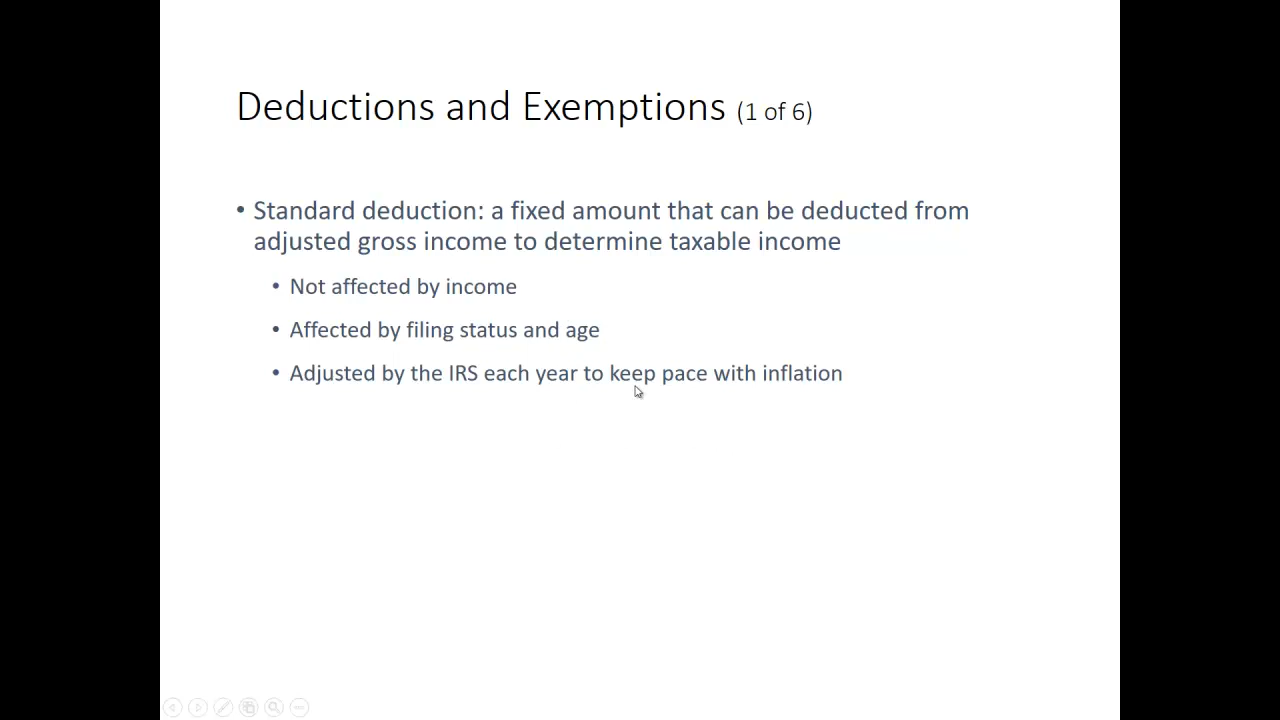 Deductions and Exemptions (1 of 6)
• Standard deduction: a fixed amount that can be deducted from
adjusted gross income to determine taxable income
• Not affected by income
• Affected by filing status and age
• Adjusted by the IRS each year to keep pace with inflation